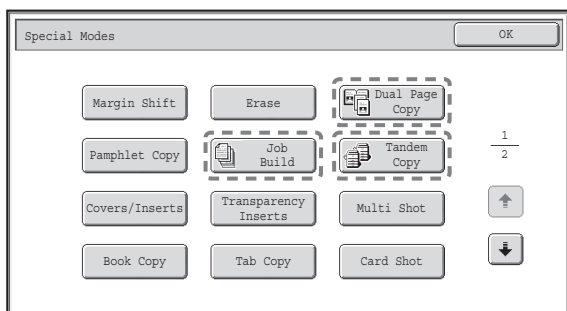 Special Modes
OK
Margin Shift
Erase
Dual Page
Copy
Pamphlet Copy
Job
Build
Tandem
Copy
1
2
Covers/Inserts
Transparency
Inserts
Multi Shot
Book Copy
Tab Copy
Card Shot